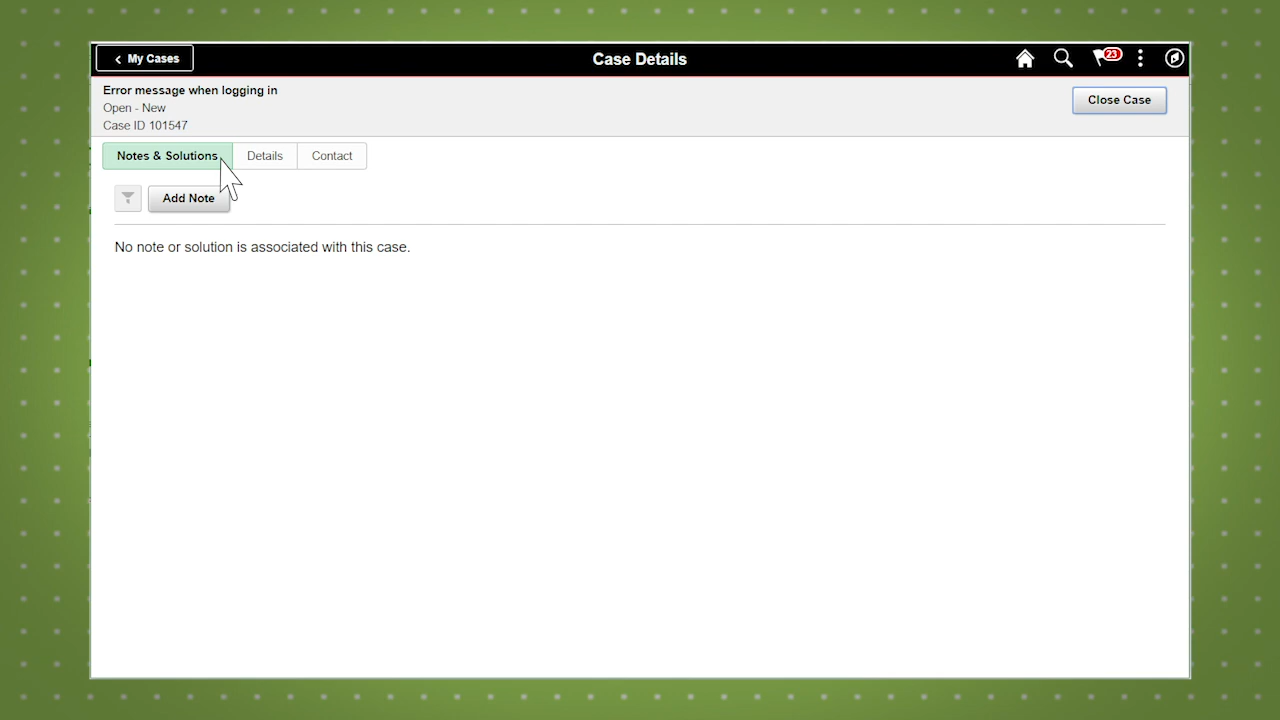 My Cases
Case Details
23
Error message when logging in
Open - New
Case ID 101547
Close Case
Notes & Solutions
Details
Contact
Add Note
No note or solution is associated with this case.